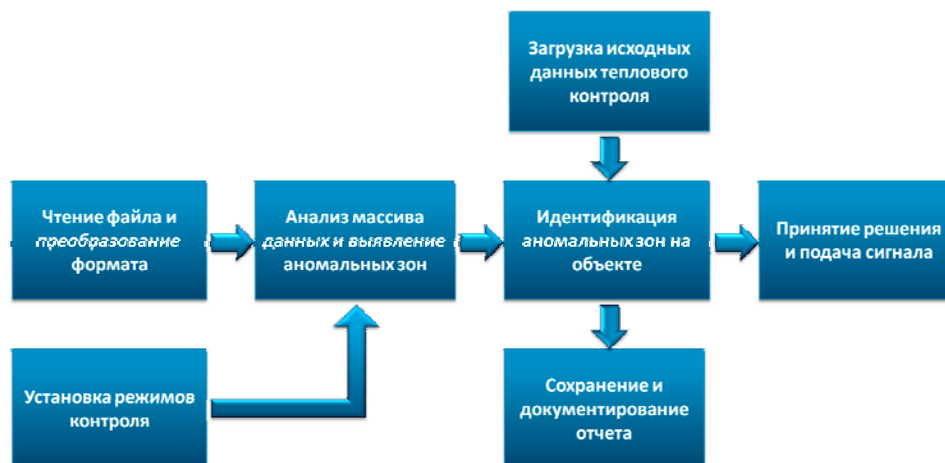 Загрузка исходных
данных теплового
контроля
Чтение файла и
преобразование
формата
Анализ массива
данных и выявление
аномальных зон
Идентификация
аномальных зон на
объекте
Принятие решения
и подача сигнала
Установка режимов
контроля
Сохранение и
документирование
отчета